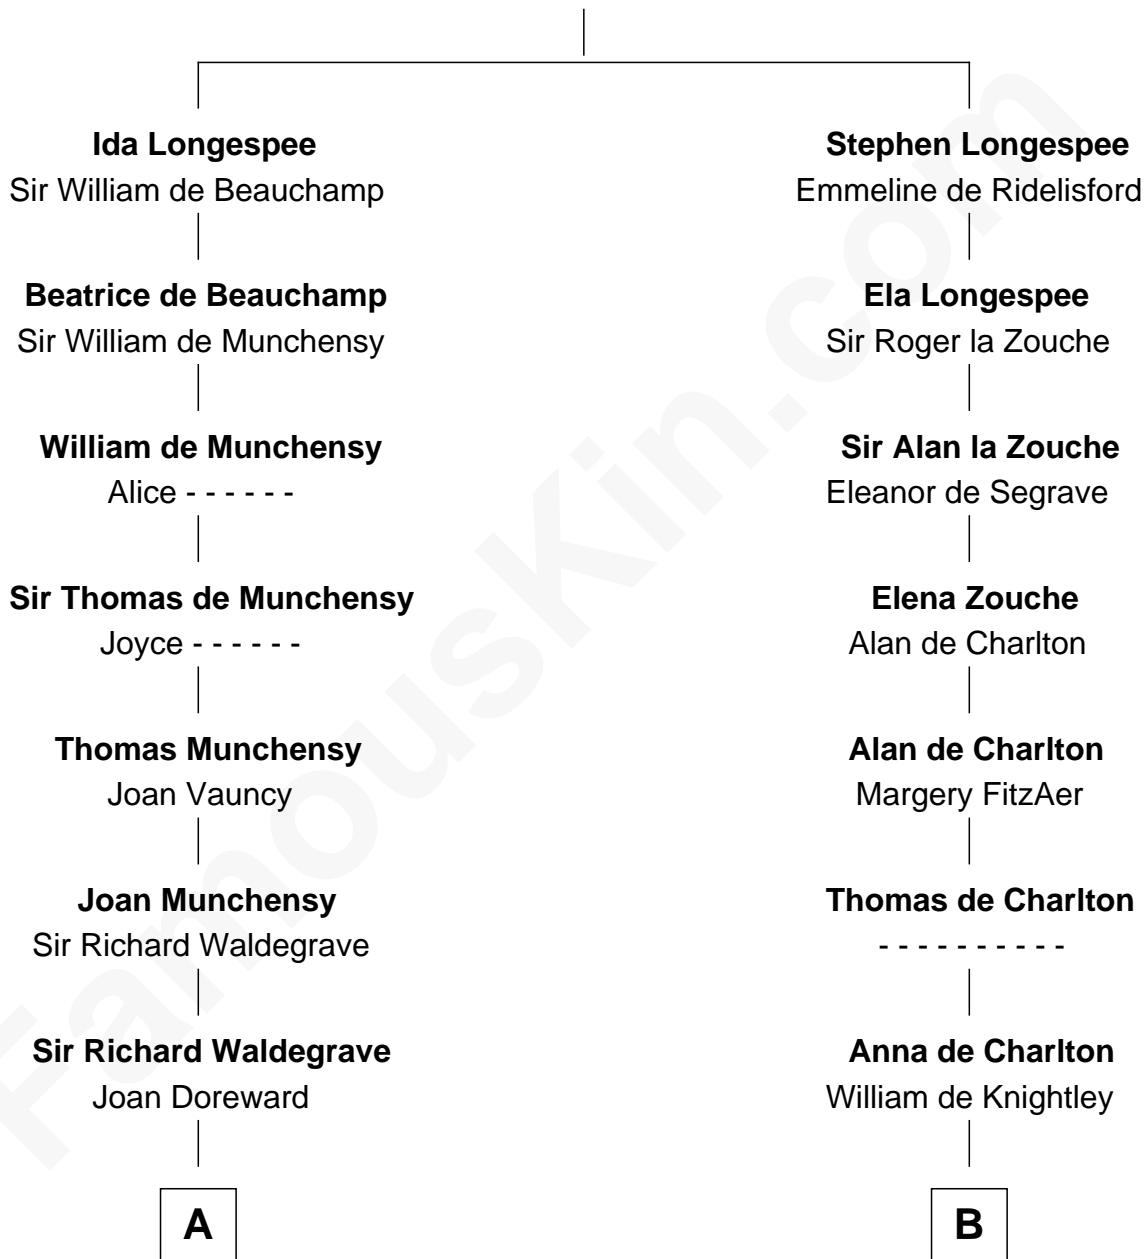 Ida Longespee
Sir William de Beauchamp
Beatrice de Beauchamp
Sir William de Munchensy
William de Munchensy
Alice - - - - - -
Sir Thomas de Munchensy
Joyce - - - - - -
Thomas Munchensy
Joan Vauncy
Joan Munchensy
Sir Richard Waldegrave
Sir Richard Waldegrave
Joan Doreward
A
Stephen Longespee
Emmeline de Ridelisford
Ela Longespee
Sir Roger la Zouche
Sir Alan la Zouche
Eleanor de Segrave
Elena Zouche
Alan de Charlton
Alan de Charlton
Margery FitzAer
Thomas de Charlton
- - - - - - - - - -
Anna de Charlton
William de Knightley
B
FamousKin.com